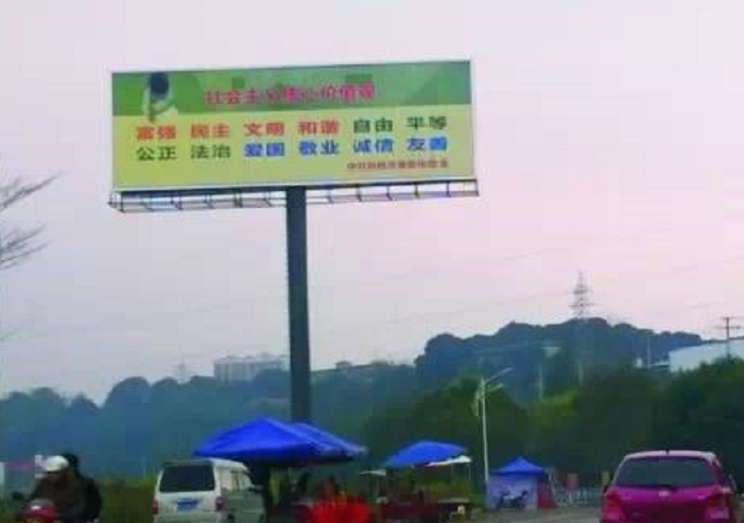 社会主义核心价值观
富强 民主 文明 和谐 自由 平等
公正 法治 爱国 敬业 诚信 友善